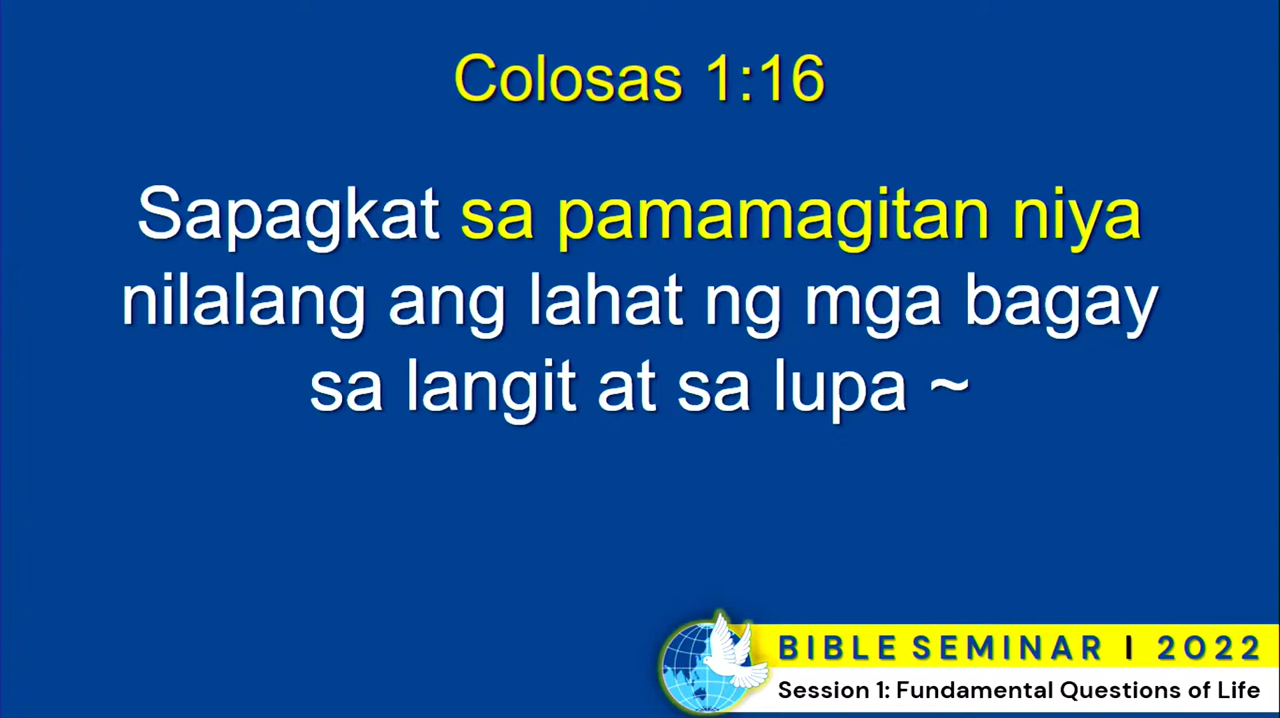 Colosas 1:16
Sapagkat sa pamamagitan niya
nilalang ang lahat ng mga bagay
sa langit at sa lupa ~
BIBLE SEMINAR | 2022
Session 1: Fundamental Questions of Life